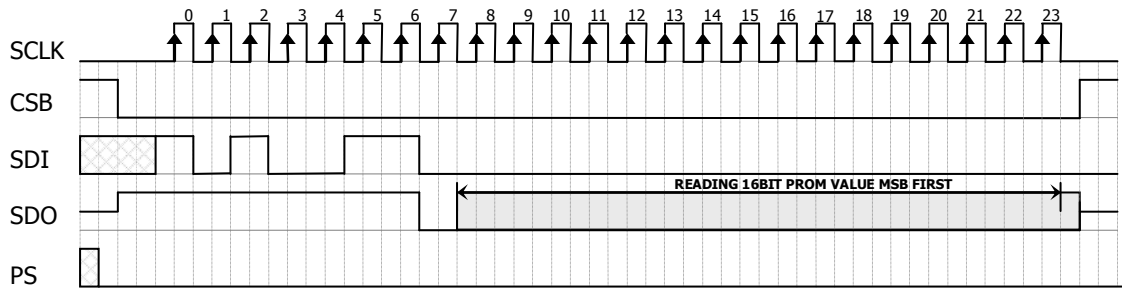 0 1 2 3 4 5 6 7 8 9 10 11 12 13 14 15 16 17 18 19 20 21 22 23
SCLK
CSB
SDI
READING 16BIT PROM VALUE MSB FIRST
SDO
PS